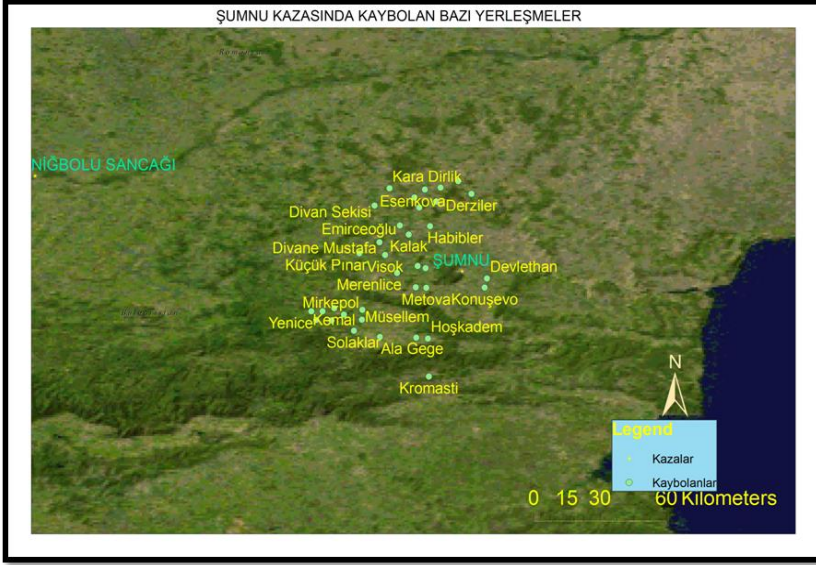 ŞUMNU KAZASINDA KAYBOLAN BAZI YERLEŞMELER
NİĞBOLU SANCAĞI
Kara Dirlik
Esenkova
Derziler
Divan Sekisi
Emirceoğlu
Habibler
Divane Mustafa
Kalak
Küçük Pınar
Visok
ŞUMNU
Devlethan
Merenlice
Metova
Konuşevo
Mirkepol
Yenice
Kemal
Müsellem
Hoşkadem
Solaklar
Ala Gege
Kromasti
N
Legend
Kazalar
Kaybolanlar
0 15 30 60 Kilometers